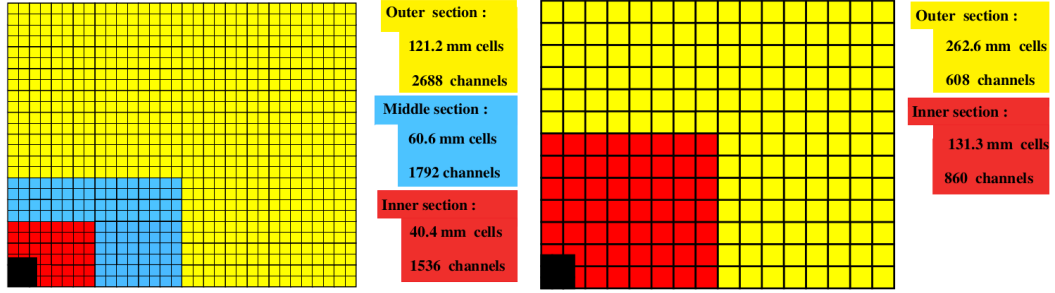 Outer section :
121.2 mm cells
2688 channels
Middle section :
60.6 mm cells
1792 channels
Inner section :
40.4 mm cells
1536 channels
Outer section :
262.6 mm cells
608 channels
Inner section :
131.3 mm cells
860 channels